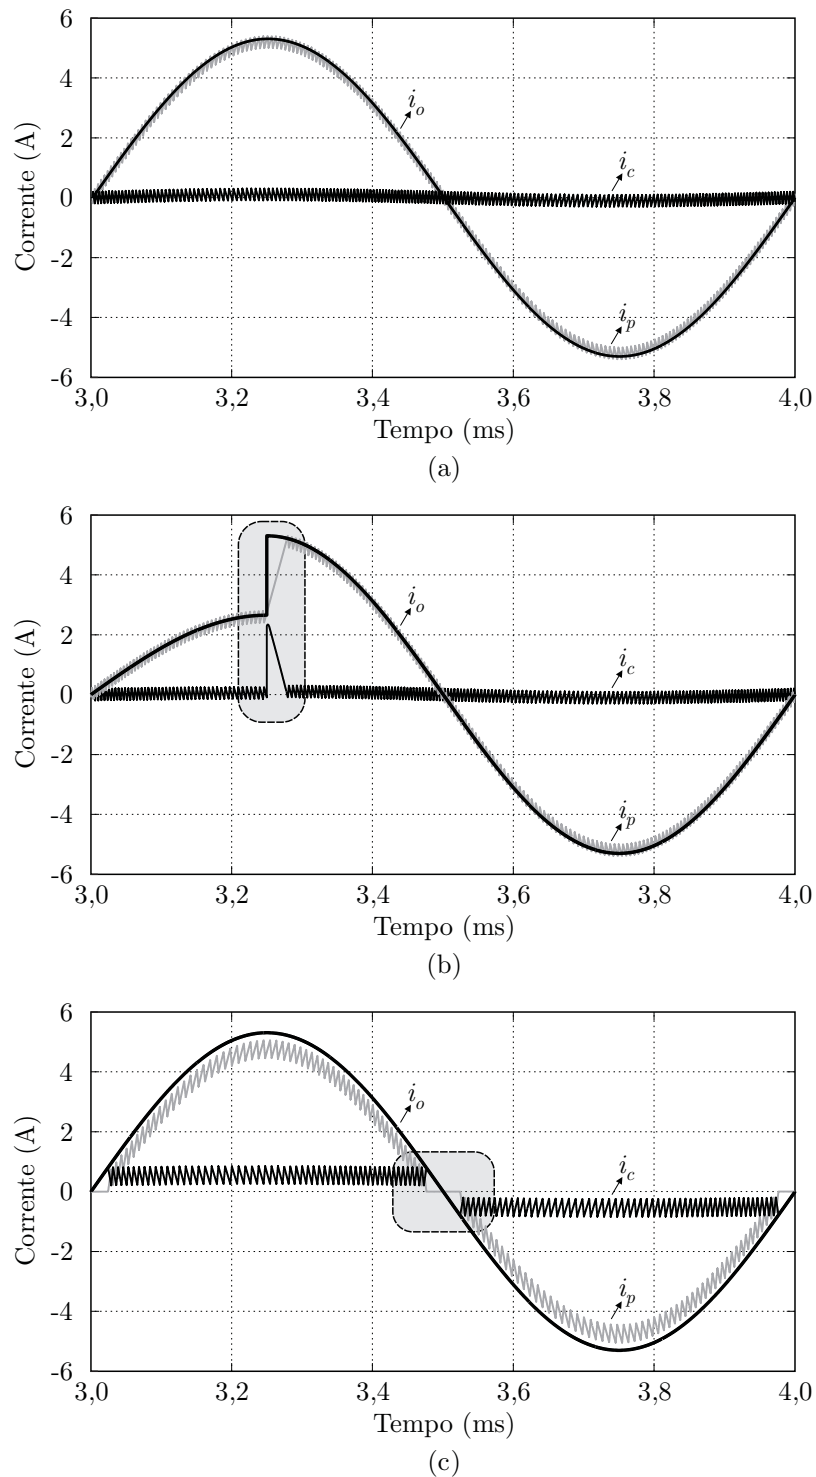 6
4
2
0
-2
-4
-6
Corrente (A)
i_o
i_c
i_p
3,0 3,2 3,4 3,6 3,8 4,0
Tempo (ms)
(a)
6
4
2
0
-2
-4
-6
Corrente (A)
i_o
i_c
i_p
3,0 3,2 3,4 3,6 3,8 4,0
Tempo (ms)
(b)
6
4
2
0
-2
-4
-6
Corrente (A)
i_o
i_c
i_p
3,0 3,2 3,4 3,6 3,8 4,0
Tempo (ms)
(c)